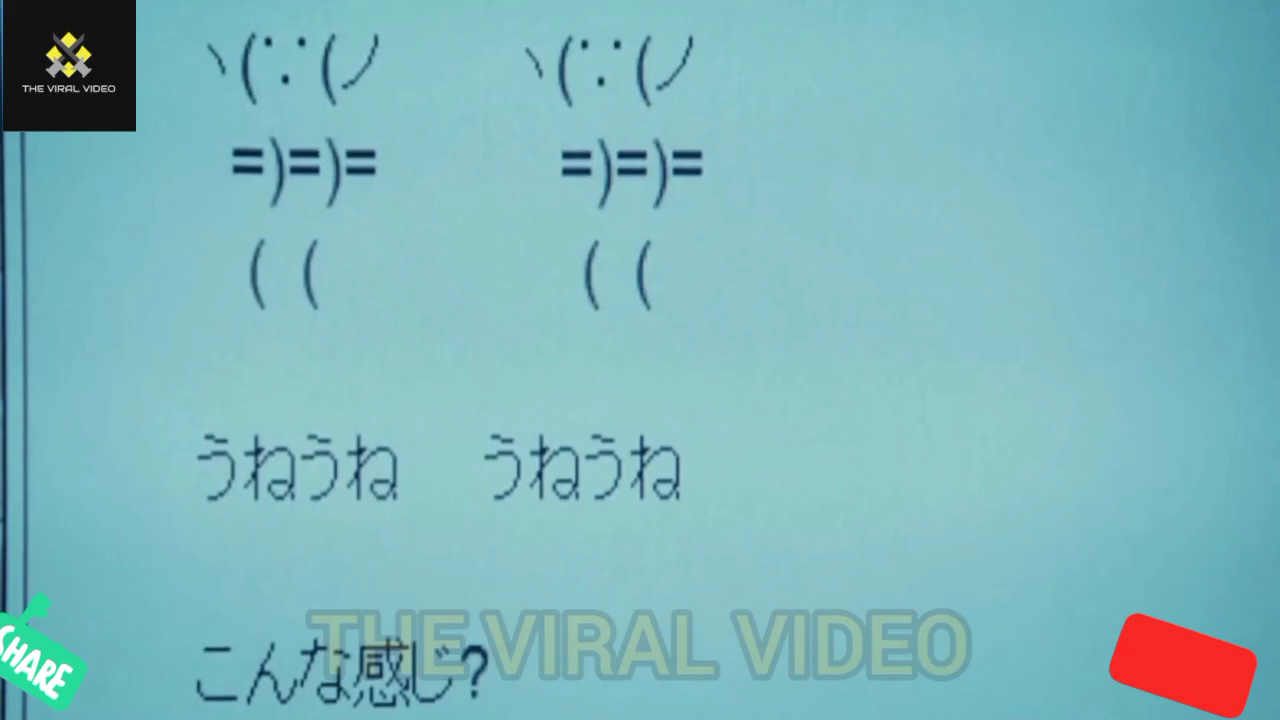 THE VIRAL VIDEO
ヽ(∵(ノ ヽ(∵(ノ
=)=)= =)=)=
( ( ( (
うねうね うねうね
こんな感じ?
THE VIRAL VIDEO
SHARE